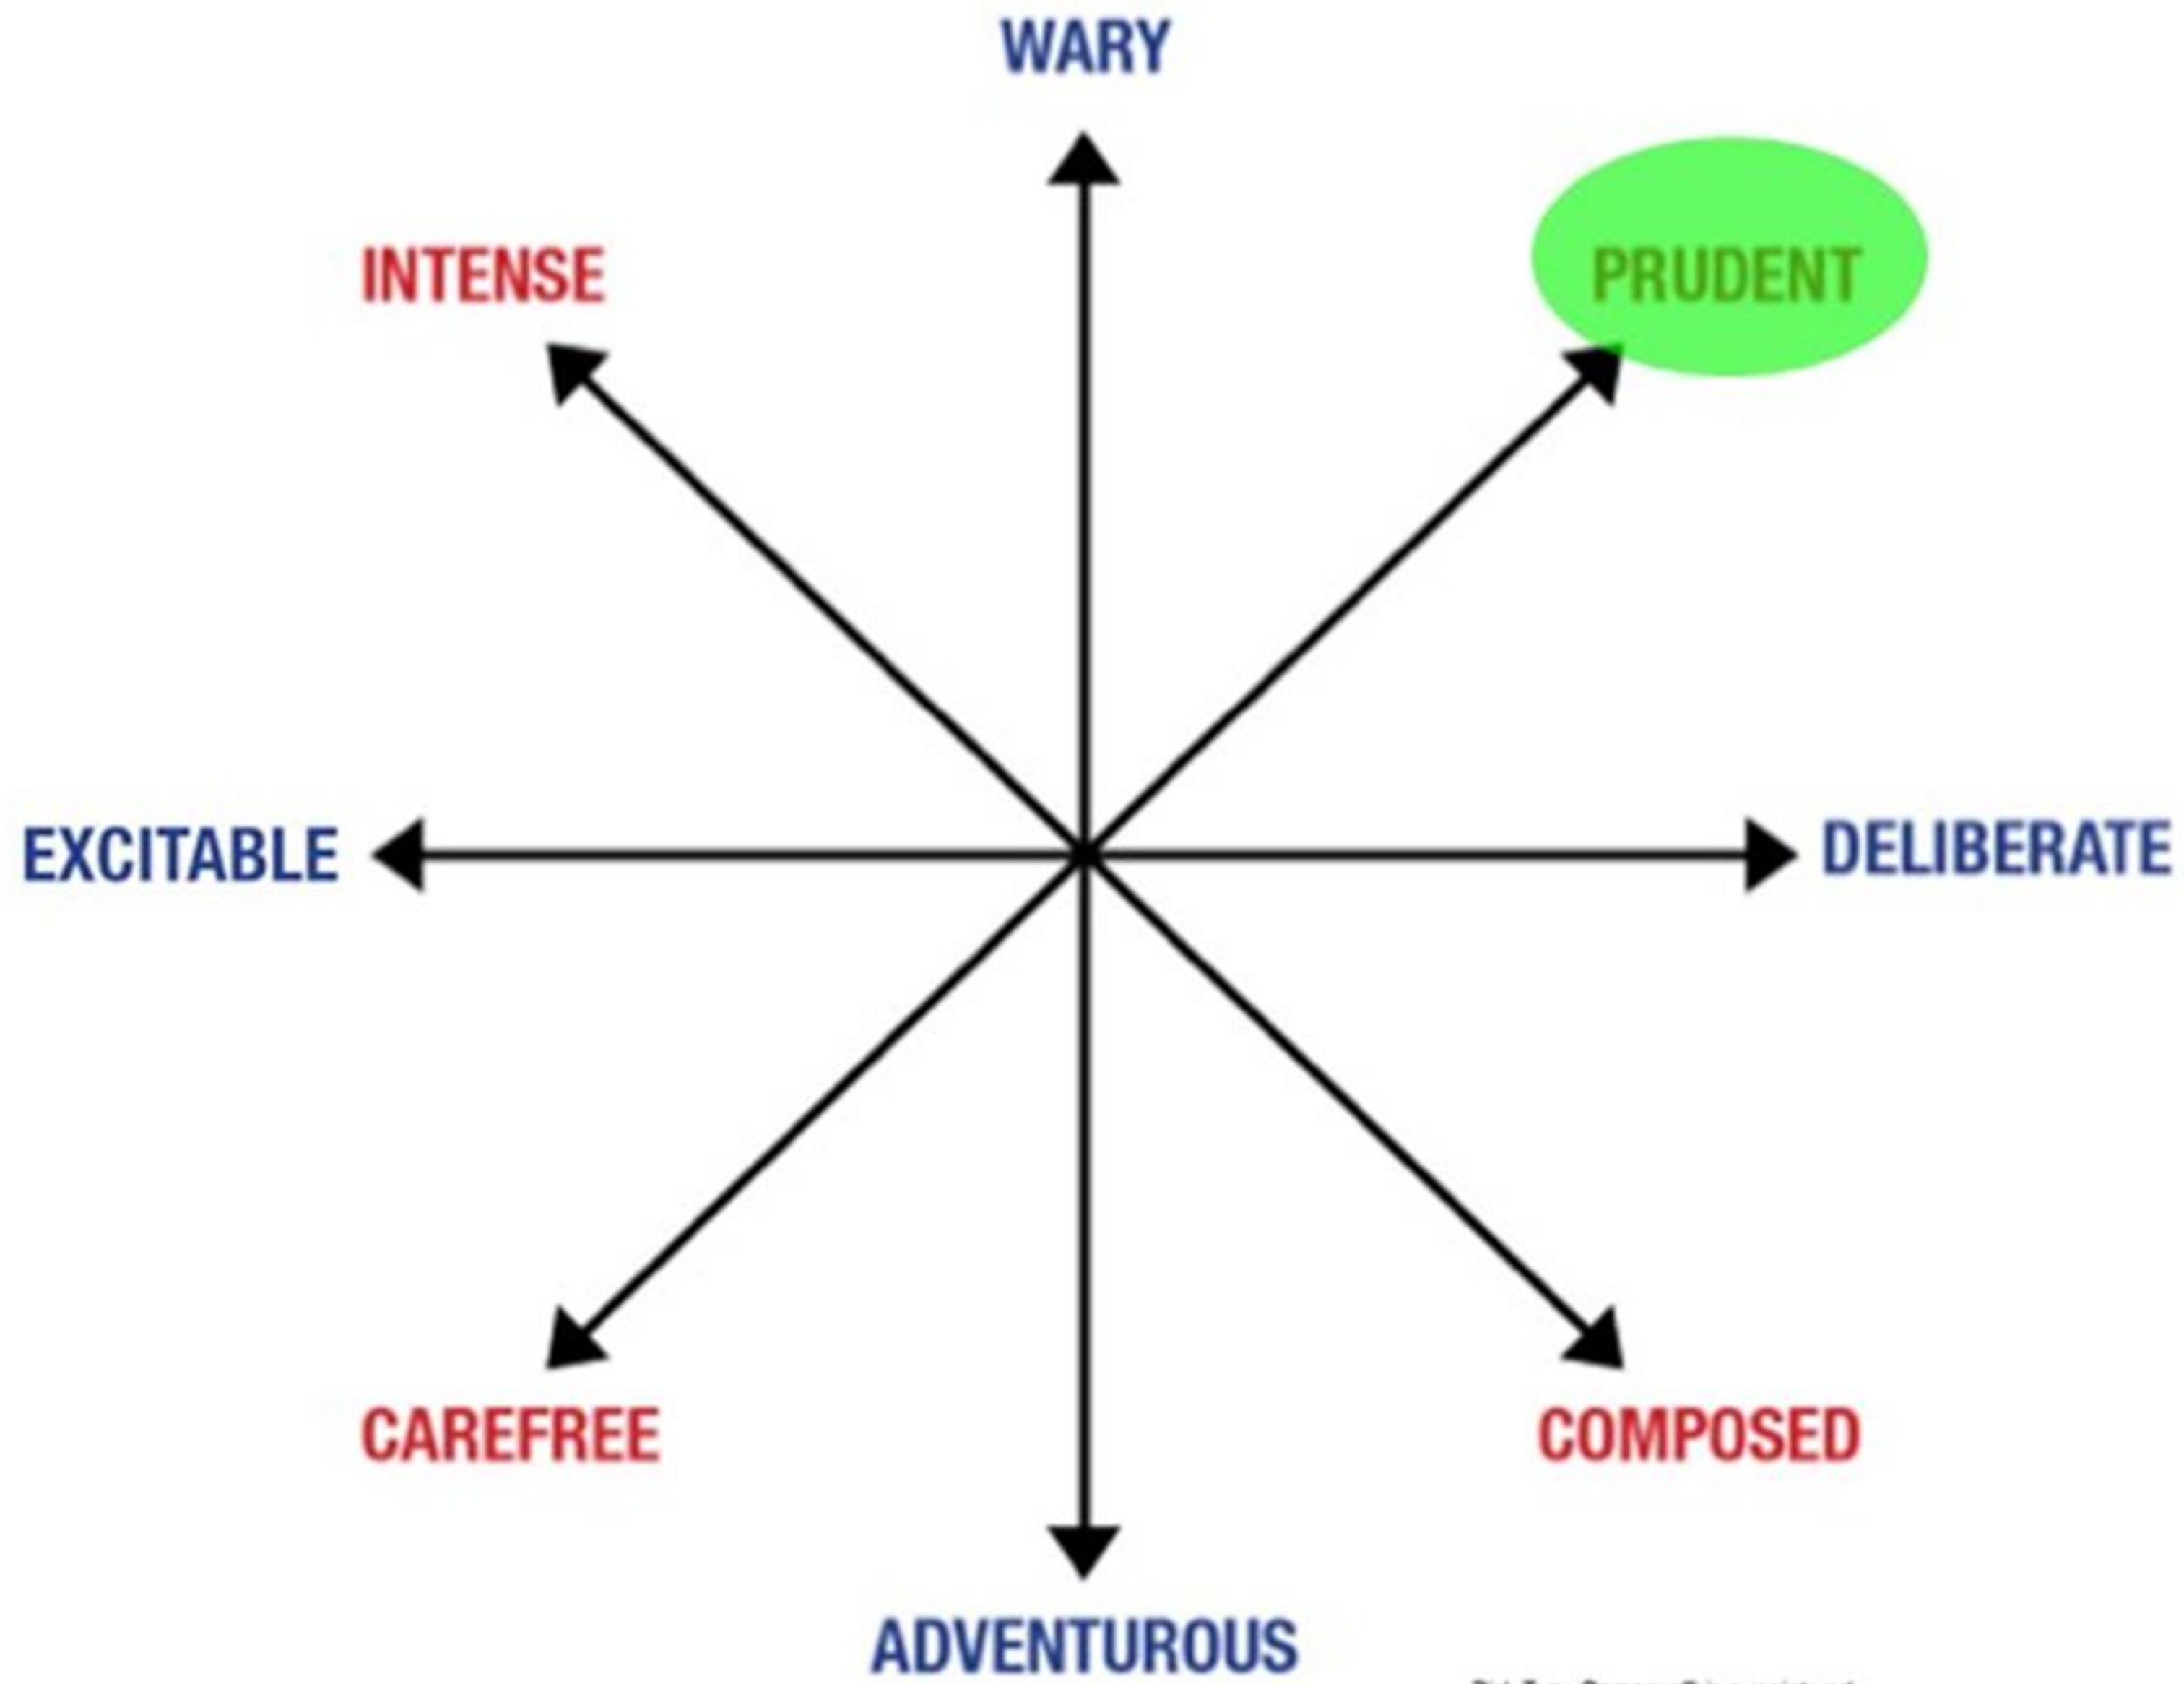 WARY
INTENSE
PRUDENT
EXCITABLE
DELIBERATE
CAREFREE
COMPOSED
ADVENTUROUS